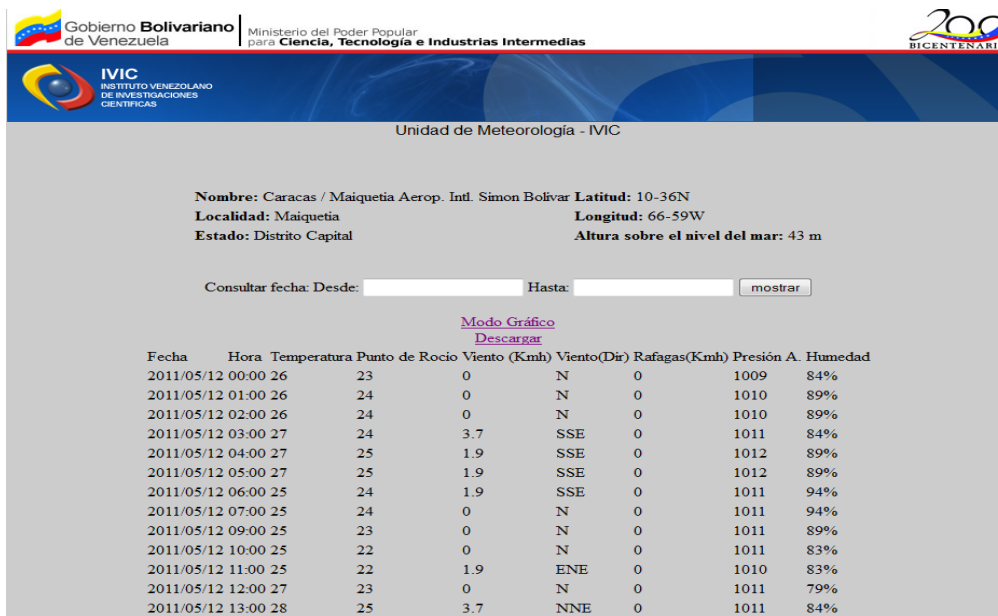 Gobierno Bolivariano
de Venezuela
Ministerio del Poder Popular
para Ciencia, Tecnología e Industrias Intermedias
200
BICENTENARI
IVIC
INSTITUTO VENEZOLANO
DE INVESTIGACIONES
CIENTIFICAS
Unidad de Meteorología - IVIC
Nombre: Caracas / Maiquetia Aerop. Intl. Simon Bolivar Latitud: 10-36N
Localidad: Maiquetia Longitud: 66-59W
Estado: Distrito Capital Altura sobre el nivel del mar: 43 m
Consultar fecha: Desde: Hasta: mostrar
Modo Gráfico
Descargar
Fecha Hora Temperatura Punto de Rocio Viento (Kmh) Viento(Dir) Rafagas(Kmh) Presión A. Humedad
2011/05/12 00:00 26 23 0 N 0 1009 84%
2011/05/12 01:00 26 24 0 N 0 1010 89%
2011/05/12 02:00 26 24 0 N 0 1010 89%
2011/05/12 03:00 27 24 3.7 SSE 0 1011 84%
2011/05/12 04:00 27 25 1.9 SSE 0 1012 89%
2011/05/12 05:00 27 25 1.9 SSE 0 1012 89%
2011/05/12 06:00 25 24 1.9 SSE 0 1011 94%
2011/05/12 07:00 25 24 0 N 0 1011 94%
2011/05/12 09:00 25 23 0 N 0 1011 89%
2011/05/12 10:00 25 22 0 N 0 1011 83%
2011/05/12 11:00 25 22 1.9 ENE 0 1010 83%
2011/05/12 12:00 27 23 0 N 0 1011 79%
2011/05/12 13:00 28 25 3.7 NNE 0 1011 84%